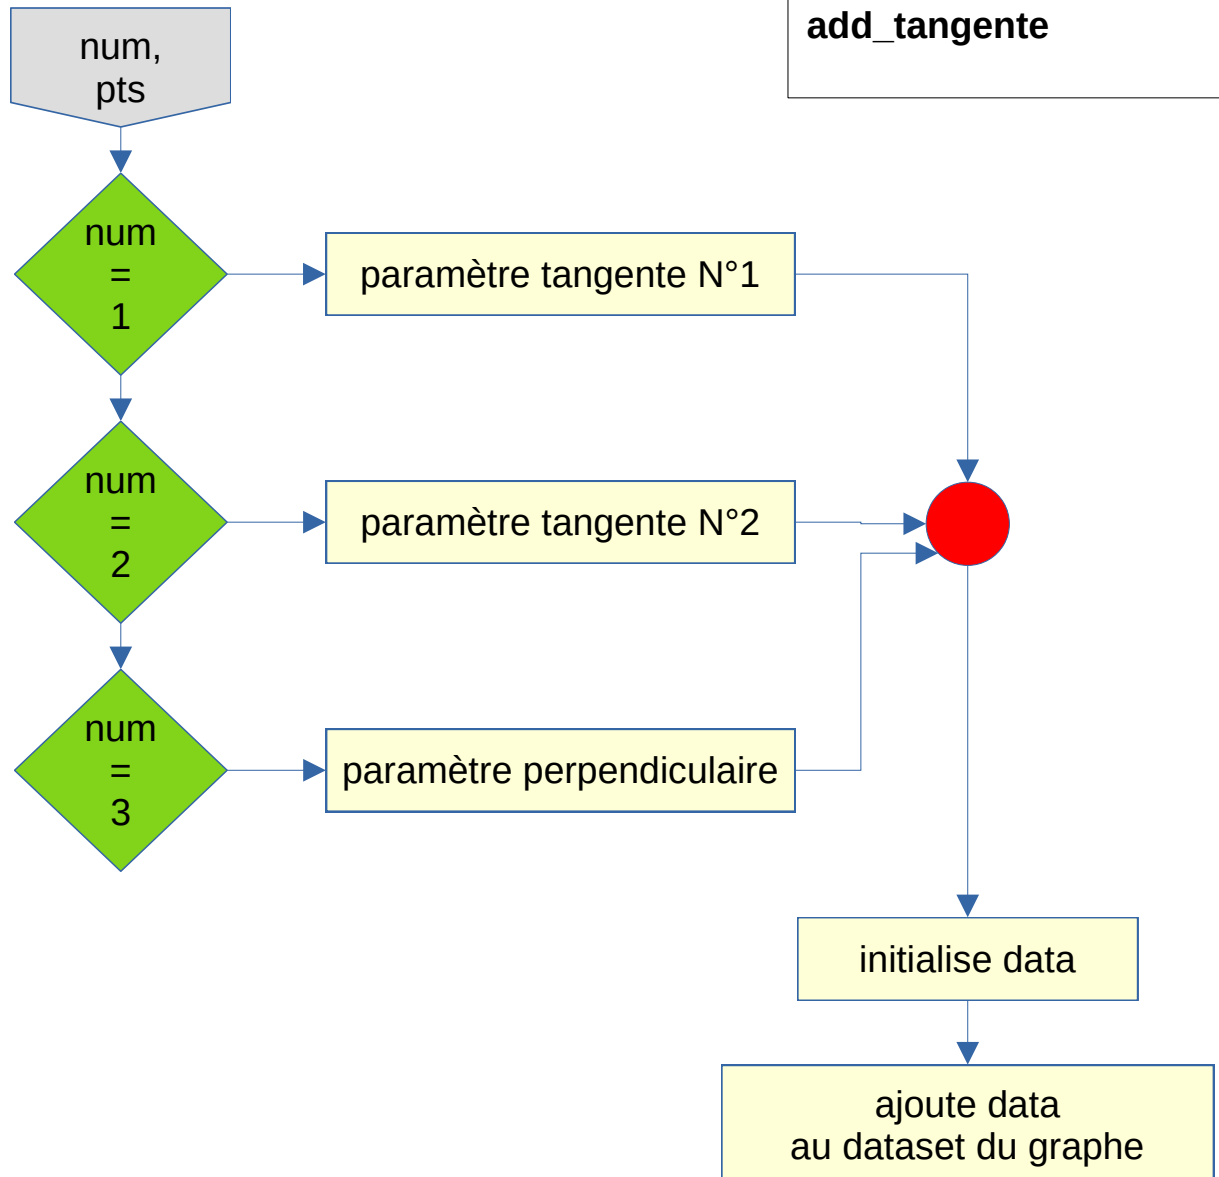 add_tangente
num,
pts
num
=
1
paramètre tangente N°1
num
=
2
paramètre tangente N°2
num
=
3
paramètre perpendiculaire
initialise data
ajoute data
au dataset du graphe